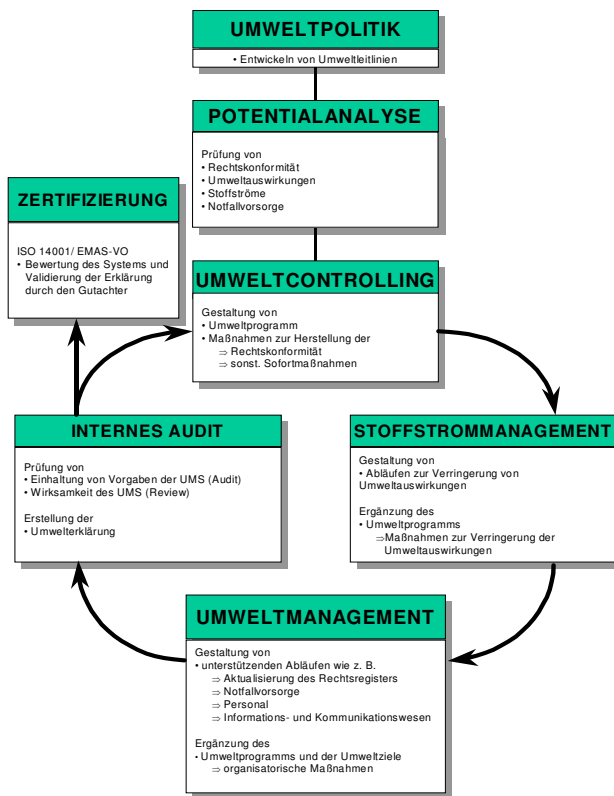 UMWELTPOLITIK
• Entwickeln von Umweltleitlinien
POTENTIALANALYSE
Prüfung von
• Rechtskonformität
• Umweltauswirkungen
• Stoffströme
• Notfallvorsorge
ZERTIFIZIERUNG
ISO 14001/ EMAS-VO
• Bewertung des Systems und
Validierung der Erklärung
durch den Gutachter
UMWELTCONTROLLING
Gestaltung von
• Umweltprogramm
• Maßnahmen zur Herstellung der
⇒ Rechtskonformität
⇒ sonst. Sofortmaßnahmen
INTERNES AUDIT
Prüfung von
• Einhaltung von Vorgaben der UMS (Audit)
• Wirksamkeit des UMS (Review)
Erstellung der
• Umwelterklärung
STOFFSTROMMANAGEMENT
Gestaltung von
• Abläufen zur Verringerung von
Umweltauswirkungen
Ergänzung des
• Umweltprogramms
⇒Maßnahmen zur Verringerung der
Umweltauswirkungen
UMWELTMANAGEMENT
Gestaltung von
• unterstützenden Abläufen wie z. B.
⇒ Aktualisierung des Rechtsregisters
⇒ Notfallvorsorge
⇒ Personal
⇒ Informations- und Kommunikationswesen
Ergänzung des
• Umweltprogramms und der Umweltziele
⇒ organisatorische Maßnahmen